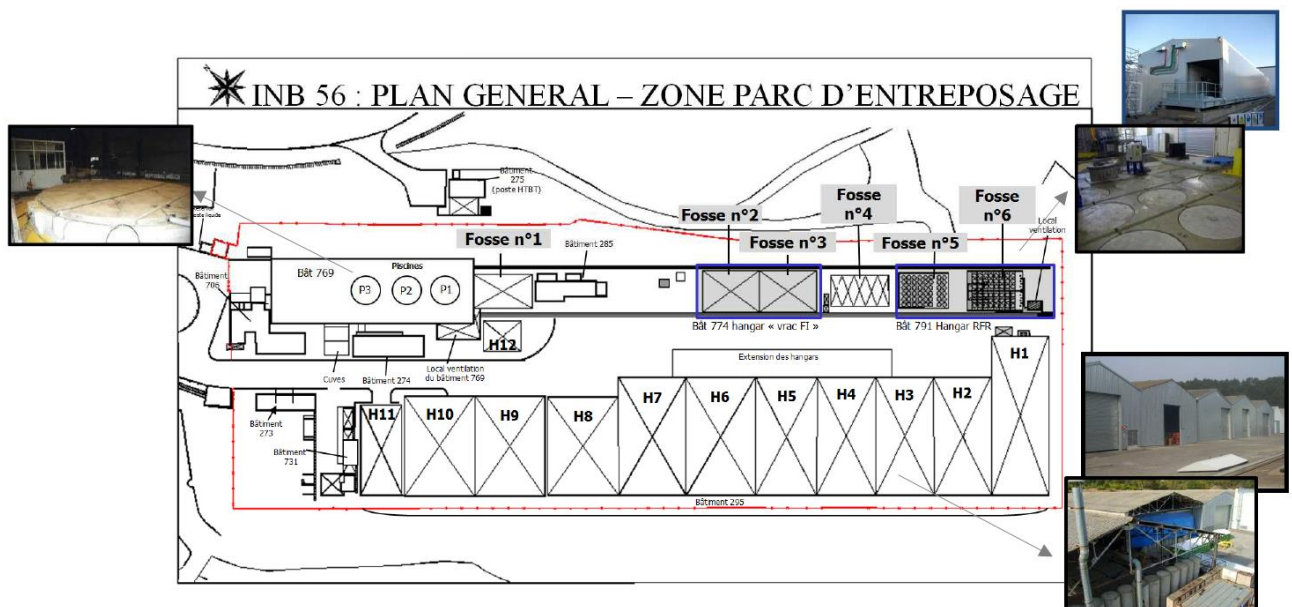 INB 56 : PLAN GENERAL – ZONE PARC D'ENTREPOSAGE
Bâtiment
275
(poste HTBT)
Fosse n°1
Bâtiment 285
Fosse n°2
Fosse n°3
Fosse
n°4
Fosse n°5
Fosse
n°6
Local
ventilation
Bât 769
Piscines
P3
P2
P1
Bâtiment
706
Bât 774 hangar « vrac FI »
Bât 791 Hangar RFR
H12
Cuves
Bâtiment 274
Local ventilation
du bâtiment 769
Extension des hangars
H11
H10
H9
H8
H7
H6
H5
H4
H3
H2
H1
Bâtiment
273
Bâtiment
731
Bâtiment 295